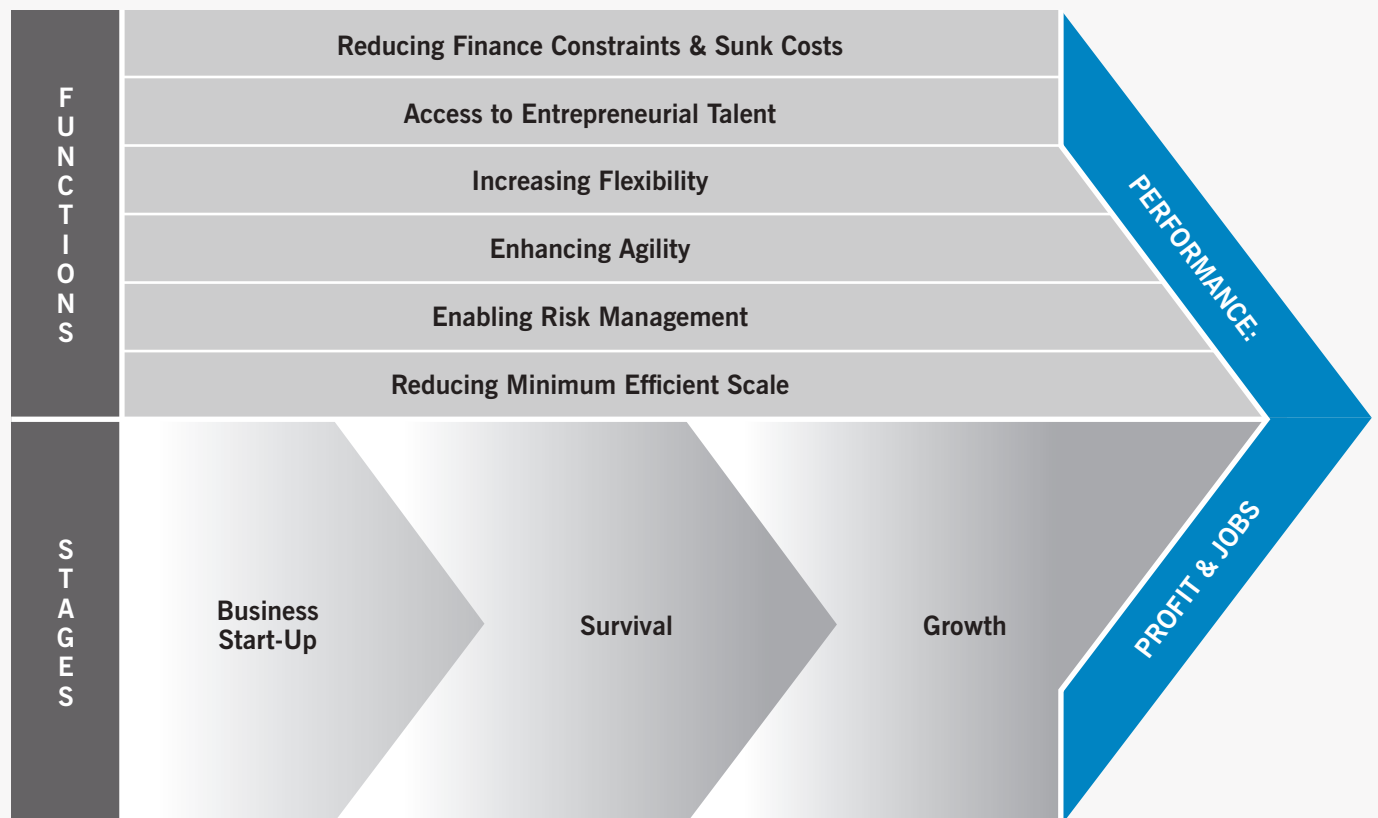 FUNCTIONS
Reducing Finance Constraints & Sunk Costs
Access to Entrepreneurial Talent
Increasing Flexibility
Enhancing Agility
Enabling Risk Management
Reducing Minimum Efficient Scale
PERFORMANCE:
STAGES
Business
Start-Up
Survival
Growth
PROFIT & JOBS